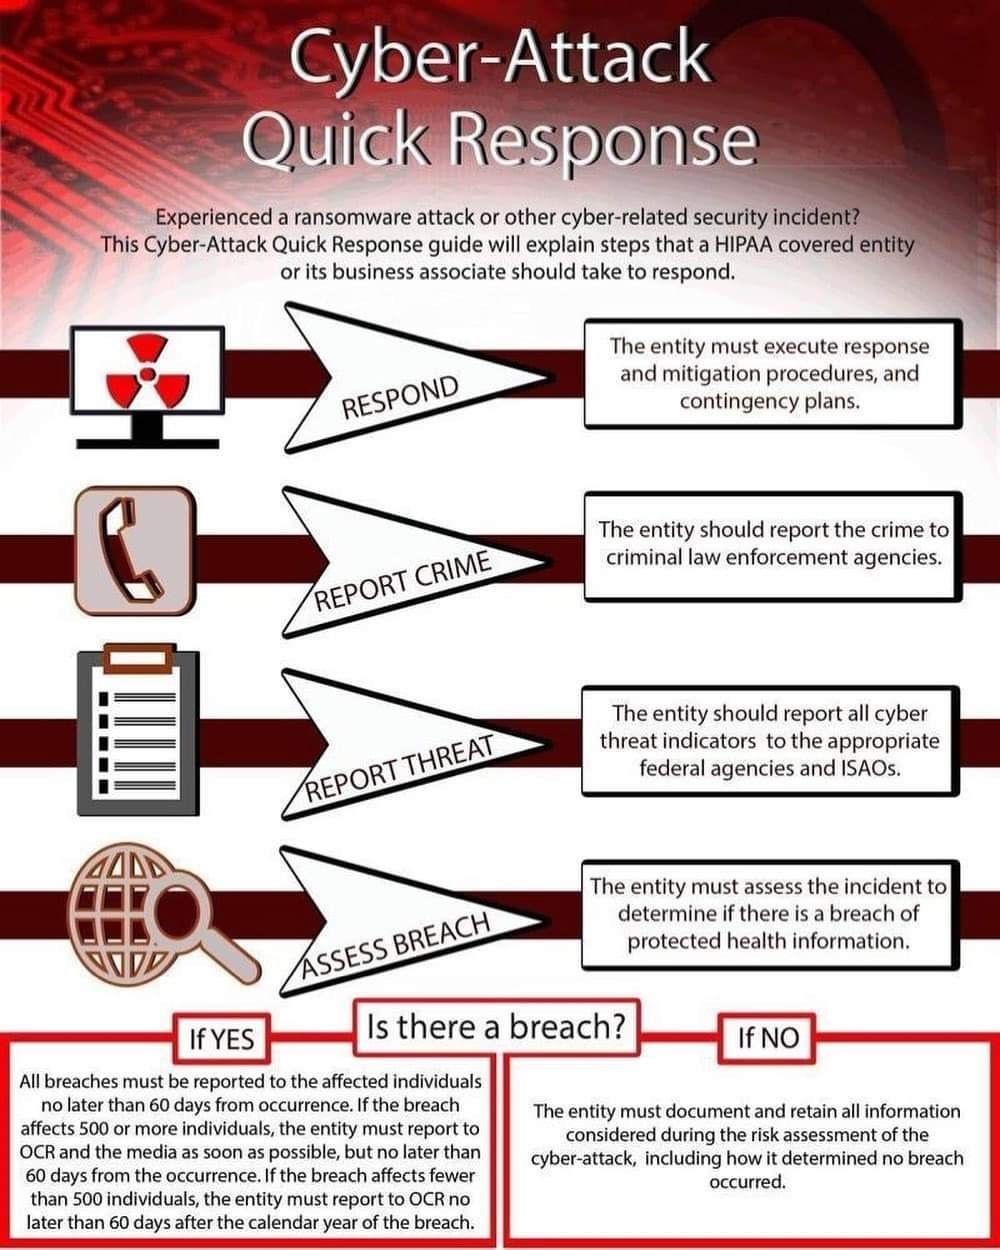 Cyber-Attack
Quick Response
Experienced a ransomware attack or other cyber-related security incident?
This Cyber-Attack Quick Response guide will explain steps that a HIPAA covered entity
or its business associate should take to respond.
RESPOND
The entity must execute response
and mitigation procedures, and
contingency plans.
REPORT CRIME
The entity should report the crime to
criminal law enforcement agencies.
REPORT THREAT
The entity should report all cyber
threat indicators to the appropriate
federal agencies and ISAOs.
ASSESS BREACH
The entity must assess the incident to
determine if there is a breach of
protected health information.
Is there a breach?
If YES
All breaches must be reported to the affected individuals
no later than 60 days from occurrence. If the breach
affects 500 or more individuals, the entity must report to
OCR and the media as soon as possible, but no later than
60 days from the occurrence. If the breach affects fewer
than 500 individuals, the entity must report to OCR no
later than 60 days after the calendar year of the breach.
If NO
The entity must document and retain all information
considered during the risk assessment of the
cyber-attack, including how it determined no breach
occurred.